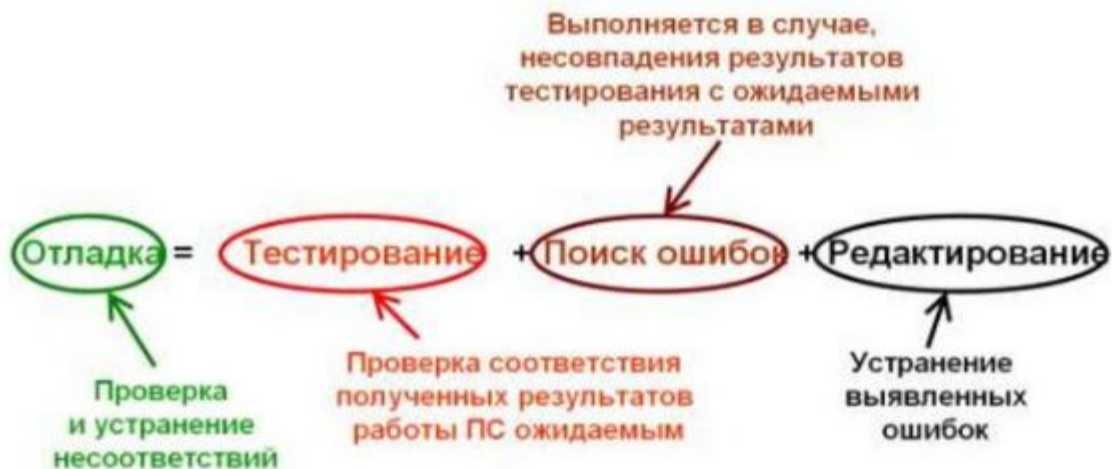 Выполняется в случае,
несовпадения результатов
тестирования с ожидаемыми
результатами
Отладка = Тестирование + Поиск ошибок + Редактирование
Проверка
и устранение
несоответствий
Проверка соответствия
полученных результатов
работы ПС ожидаемым
Устранение
выявленных
ошибок